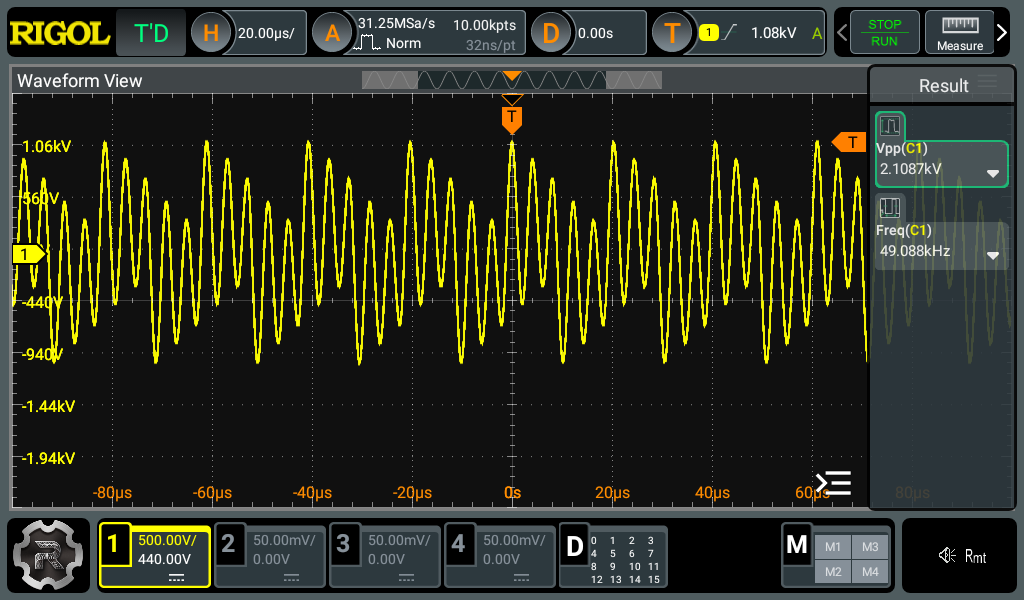 RIGOL T'D H 20.00µs/ A 31.25MSa/s 10.00kpts D 0.00s T 1 1.08kV A STOP
Norm 32ns/pt RUN Measure
Waveform View Result
T
1.06kV T Vpp(C1)
2.1087kV
560V
Freq(C1)
1 49.088kHz
-440V
-940V
-1.44kV
-1.94kV
-80µs -60µs -40µs -20µs 0s 20µs 40µs 60µs 80µs
1 500.00V/ 2 50.00mV/ 3 50.00mV/ 4 50.00mV/ D 0 1 2 3 M M1 M3
440.00V 0.00V 0.00V 0.00V 4 5 6 7 M2 M4
8 9 10 11
12 13 14 15
R Rmt